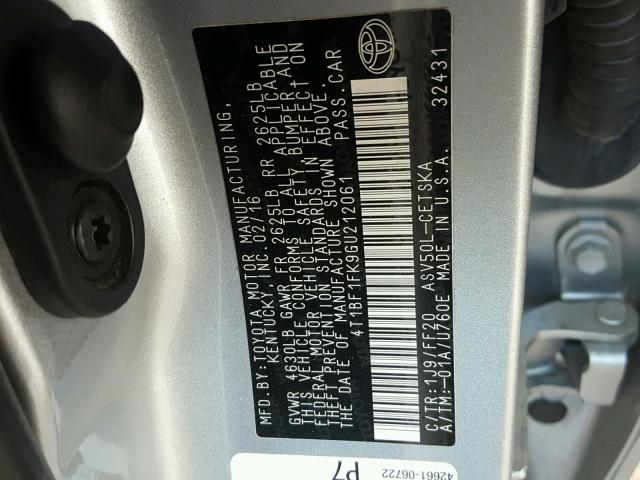 MFD.BY:TOYOTA MOTOR MANUFACTURING,
KENTUCKY,INC. 02/16
GVWR 4630LB GAWR FR 2625LB RR 2625LB
THIS VEHICLE CONFORMS TO ALL APPLICABLE
FEDERAL MOTOR VEHICLE SAFETY, BUMPER AND
THEFT PREVENTION STANDARDS IN EFFECT ON
THE DATE OF MANUFACTURE SHOWN ABOVE.
4T1BF1FK9GU212061 PASS.CAR
C/TR:1J9/FF20 ASV50L-CETSKA
A/TM:-01A/U760E MADE IN U.S.A. 32431
42661-06722
P7